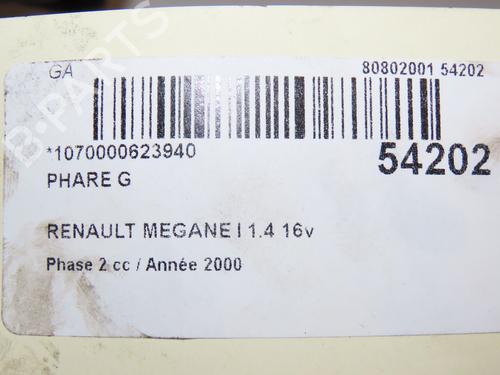 GA 80802001 54202
*1070000623940 54202
PHARE G
RENAULT MEGANE I 1.4 16v
Phase 2 cc / Année 2000
B-PARTS